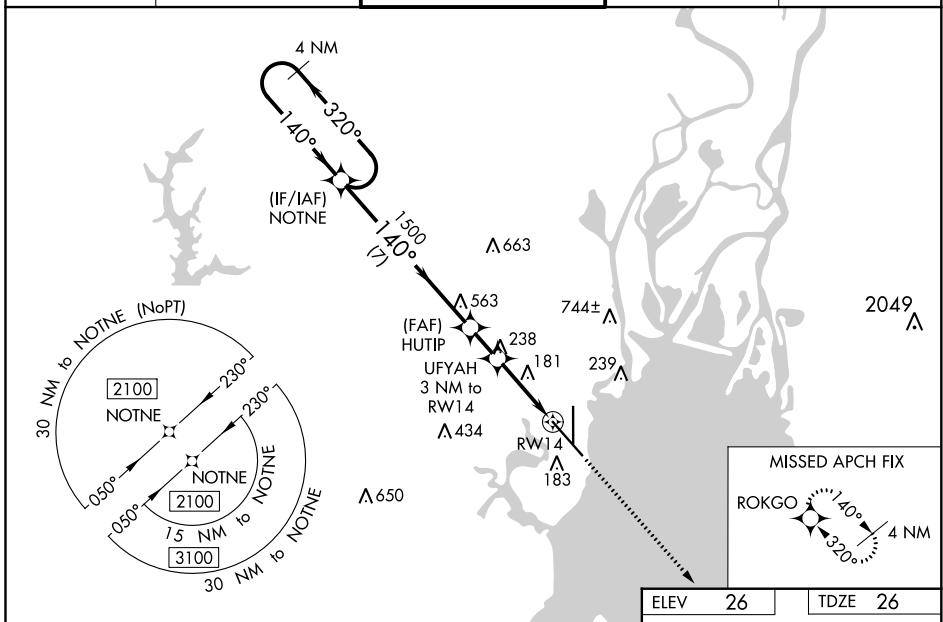 4 NM
320°
140°
(IF/IAF)
NOTNE
1500
140°
(7)
663
563
744±
2049
(FAF)
HUTIP
238
181
239
UFYAH
3 NM to
RW14
434
RW14
183
650
30 NM to NOTNE (NoPT)
230°
2100
NOTNE
050°
230°
NOTNE
050°
2100
15 NM to NOTNE
3100
30 NM to NOTNE
MISSED APCH FIX
ROKGO
140°
4 NM
320°
ELEV 26
TDZE 26